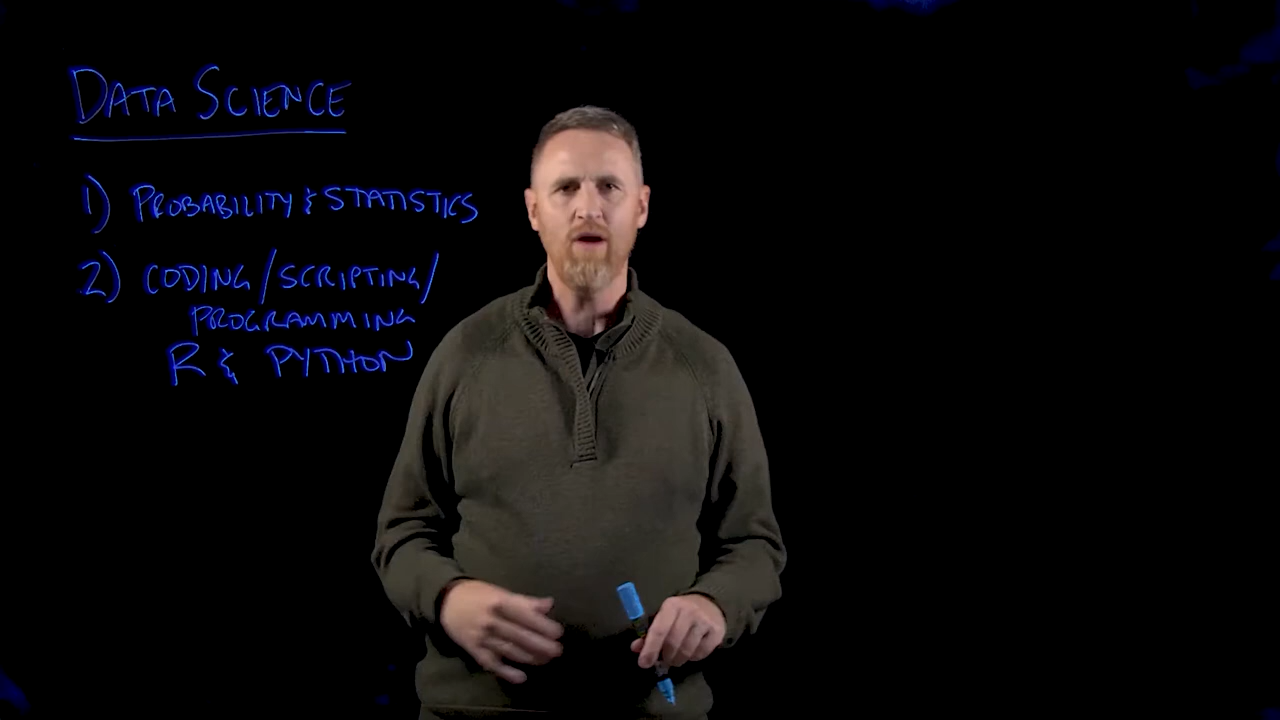 DATA SCIENCE
1) PROBABILITY & STATISTICS
2) CODING/SCRIPTING/
PROGRAMMING
R & PYTHON